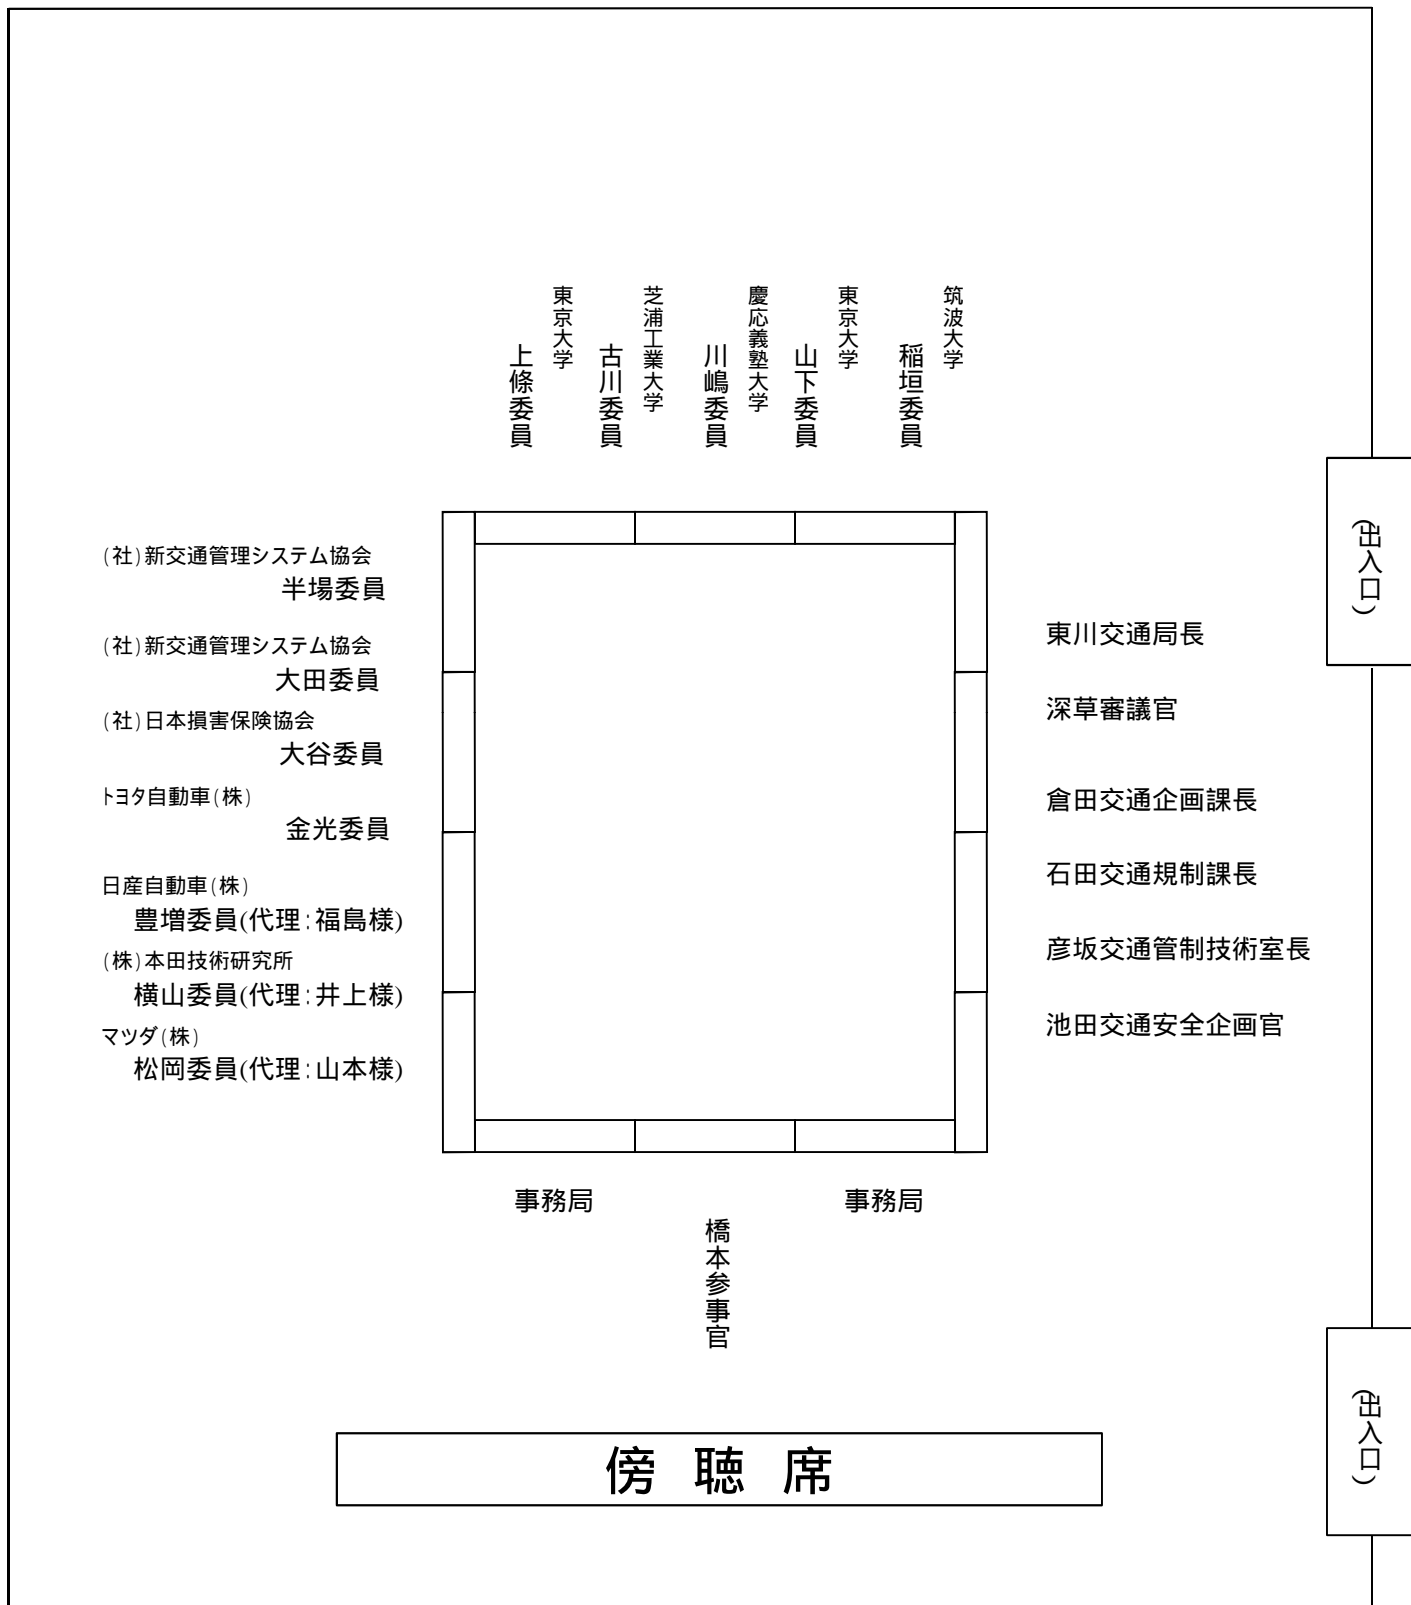 筑波大学
稲垣委員
東京大学
山下委員
慶応義塾大学
川嶋委員
芝浦工業大学
古川委員
東京大学
上條委員
(出入口)
(社)新交通管理システム協会
半場委員
(社)新交通管理システム協会
大田委員
(社)日本損害保険協会
大谷委員
トヨタ自動車(株)
金光委員
日産自動車(株)
豊増委員(代理:福島様)
(株)本田技術研究所
横山委員(代理:井上様)
マツダ(株)
松岡委員(代理:山本様)
東川交通局長
深草審議官
倉田交通企画課長
石田交通規制課長
彦坂交通管制技術室長
池田交通安全企画官
事務局
事務局
橋本参事官
(出入口)
傍 聴 席